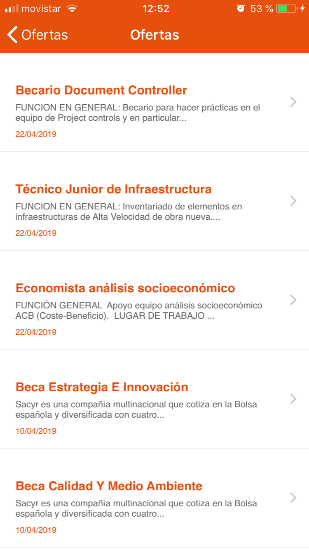 movistar 12:52 53 %
Ofertas Ofertas
Becario Document Controller
FUNCION EN GENERAL: Becario para hacer prácticas en el
equipo de Project controls y en particular...
22/04/2019
Técnico Junior de Infraestructura
FUNCION EN GENERAL: Inventariado de elementos en
infraestructuras de Alta Velocidad de obra nueva....
22/04/2019
Economista análisis socioeconómico
FUNCIÓN GENERAL Apoyo equipo análisis socioeconómico
ACB (Coste-Beneficio). LUGAR DE TRABAJO ...
22/04/2019
Beca Estrategia E Innovación
Sacyr es una compañia multinacional que cotiza en la Bolsa
española y diversificada con cuatro...
10/04/2019
Beca Calidad Y Medio Ambiente
Sacyr es una compañia multinacional que cotiza en la Bolsa
española y diversificada con cuatro...
10/04/2019